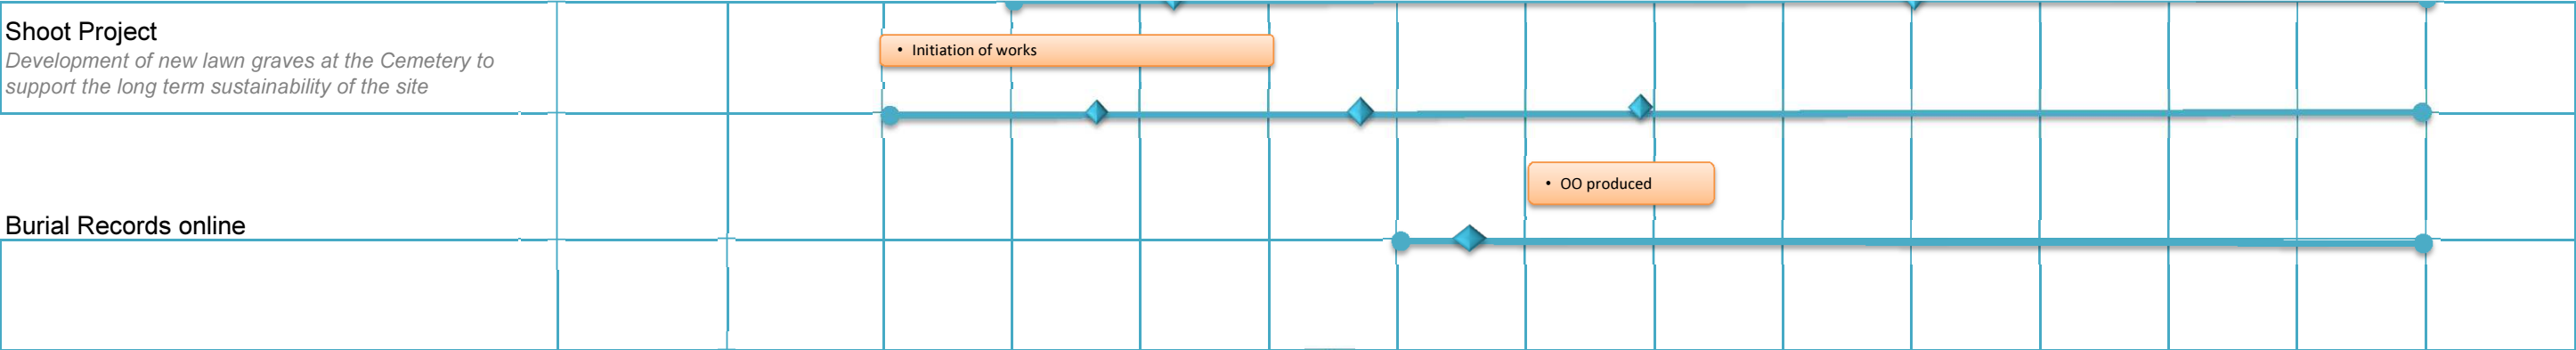 Shoot Project
Development of new lawn graves at the Cemetery to
support the long term sustainability of the site
• Initiation of works
• OO produced
Burial Records online